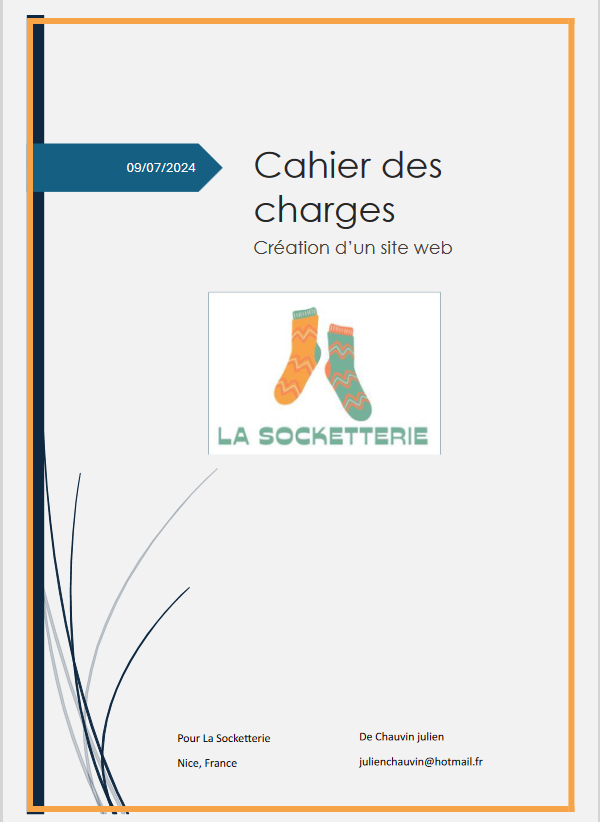 09/07/2024
Cahier des
charges
Création d'un site web
LA SOCKETTERIE
Pour La Socketterie
De Chauvin julien
Nice, France
julienchauvin@hotmail.fr